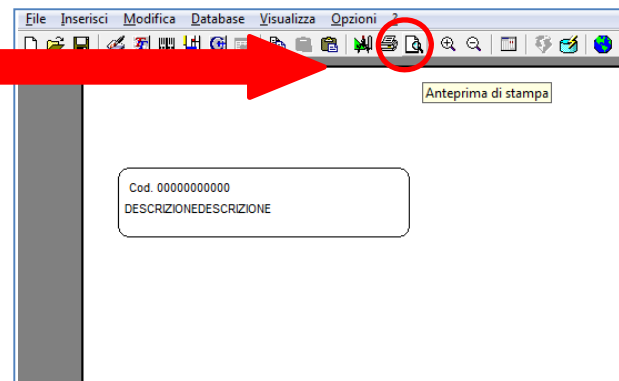 File Inserisci Modifica Database Visualizza Opzioni ?
Anteprima di stampa
Cod. 00000000000
DESCRIZIONEDESCRIZIONE